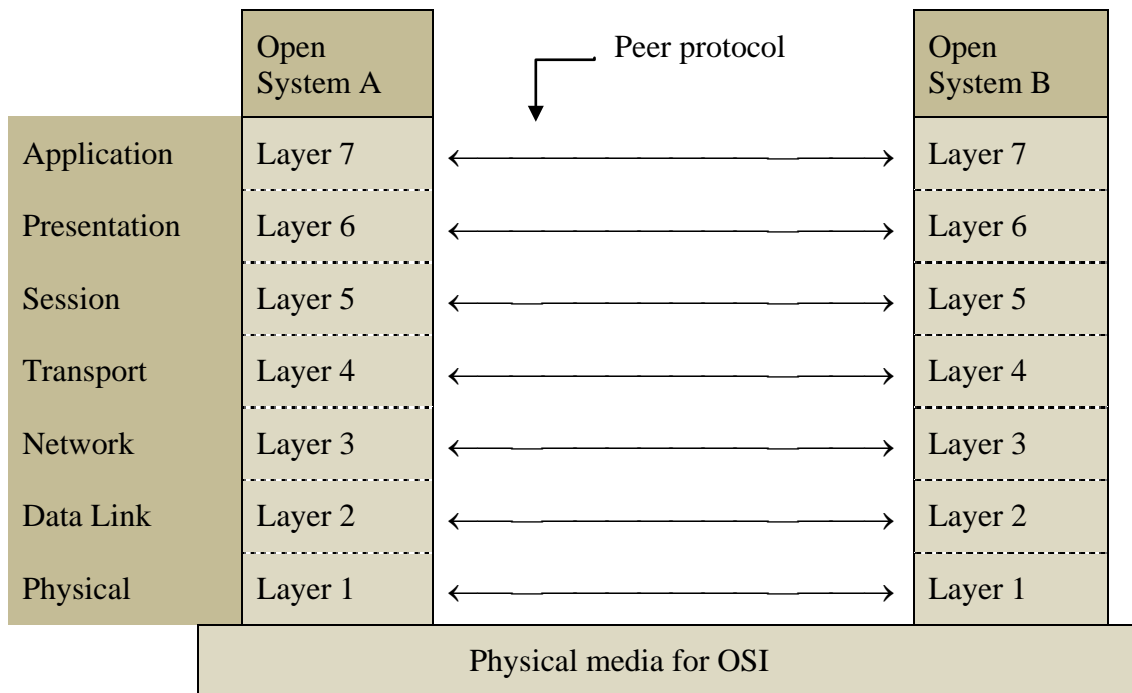 Open
System A
Peer protocol
Open
System B
Application
Layer 7
Layer 7
Presentation
Layer 6
Layer 6
Session
Layer 5
Layer 5
Transport
Layer 4
Layer 4
Network
Layer 3
Layer 3
Data Link
Layer 2
Layer 2
Physical
Layer 1
Layer 1
Physical media for OSI